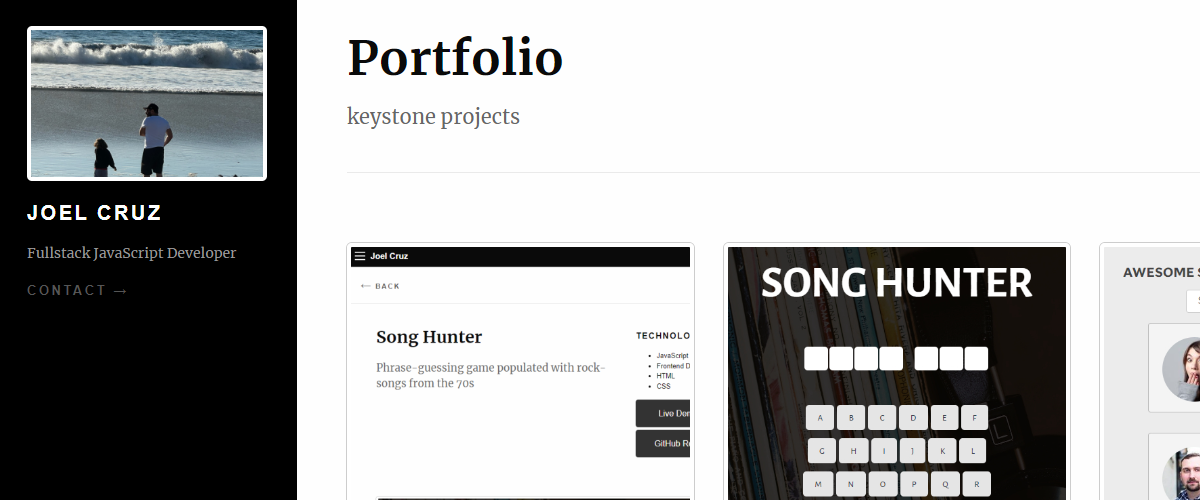 JOEL CRUZ
Fullstack JavaScript Developer
CONTACT →
Portfolio
keystone projects
Joel Cruz
← BACK
Song Hunter
Phrase-guessing game populated with rock-
songs from the 70s
TECHNOLO
JavaScript
Frontend D
HTML
CSS
Live Der
GitHub R
SONG HUNTER
A B C D E F
G H I J K L
M N O P Q R
AWESOME